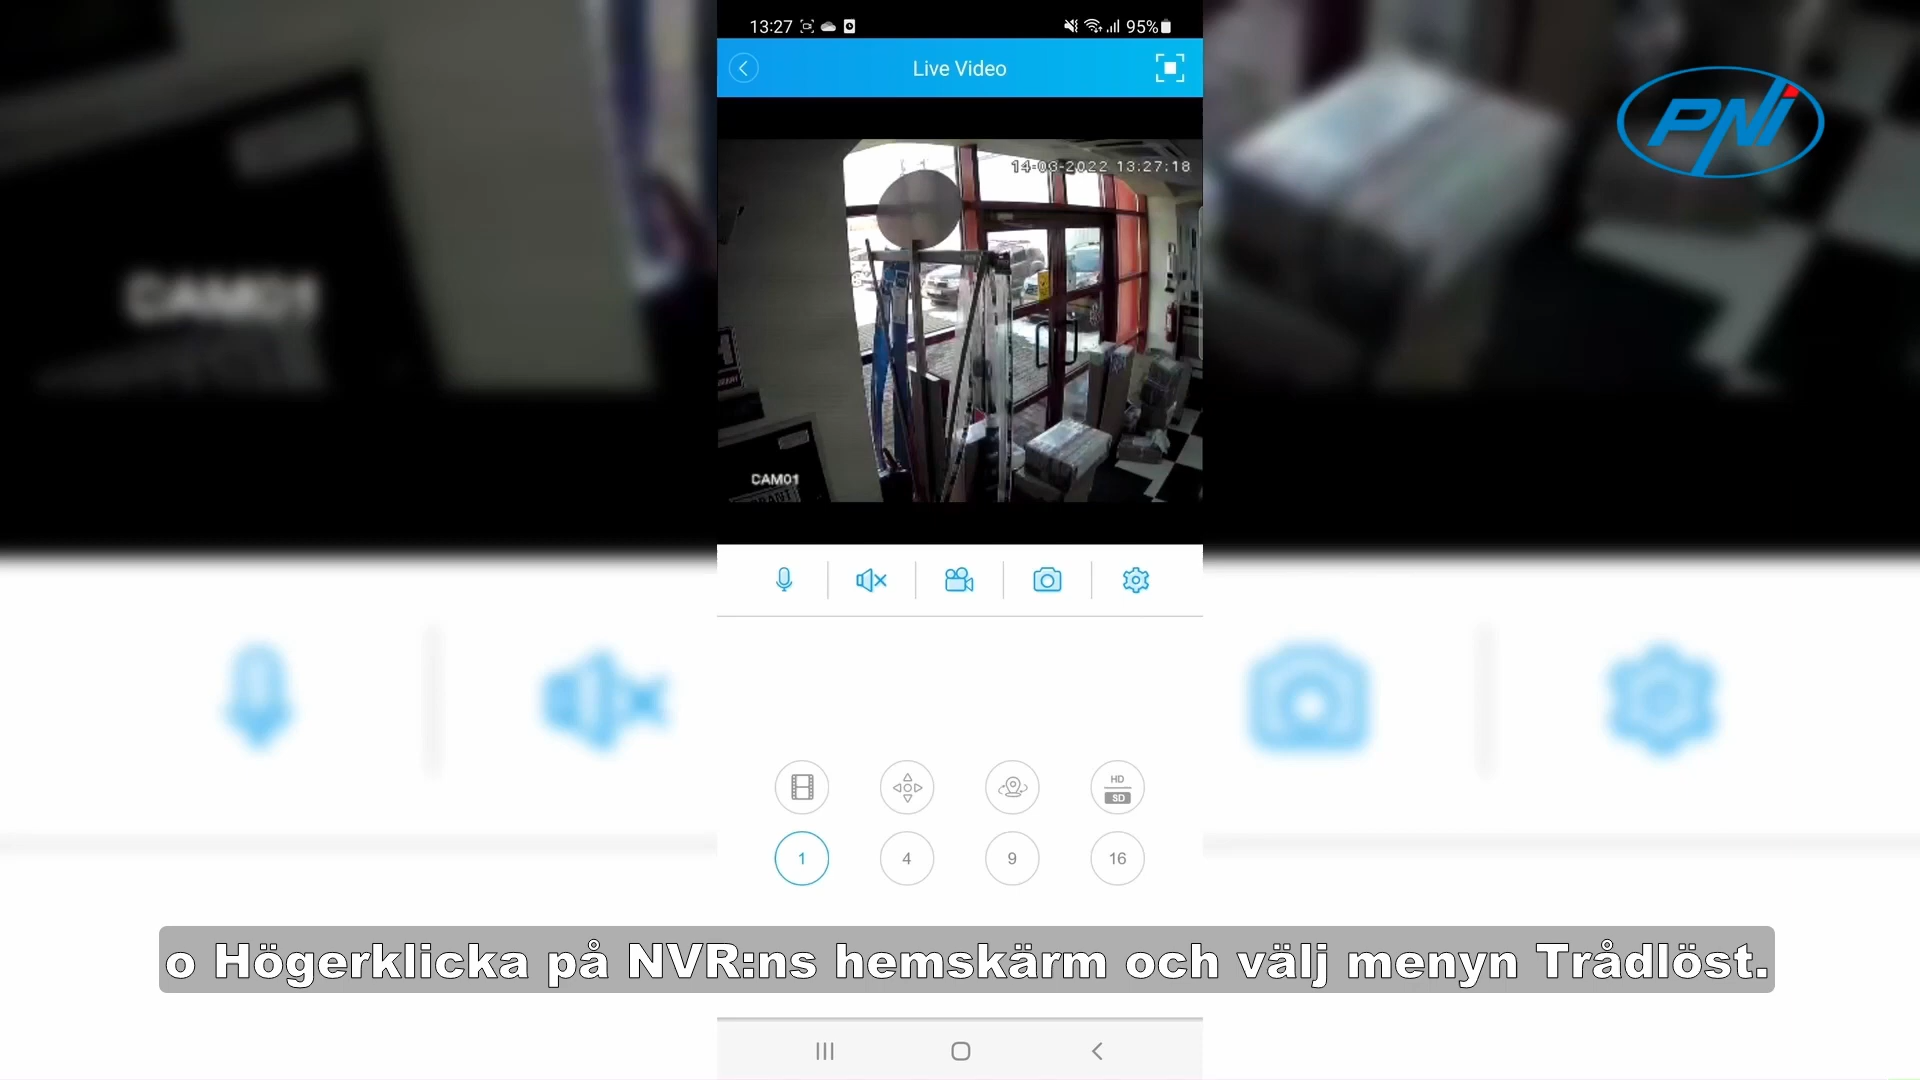 13:27
95%
Live Video
PNI
14-03-2022 13:27:18
CAM01
CAM01
HD
SD
1
4
9
16
o Högerklicka på NVR:ns hemskärm och välj menyn Trådlöst.